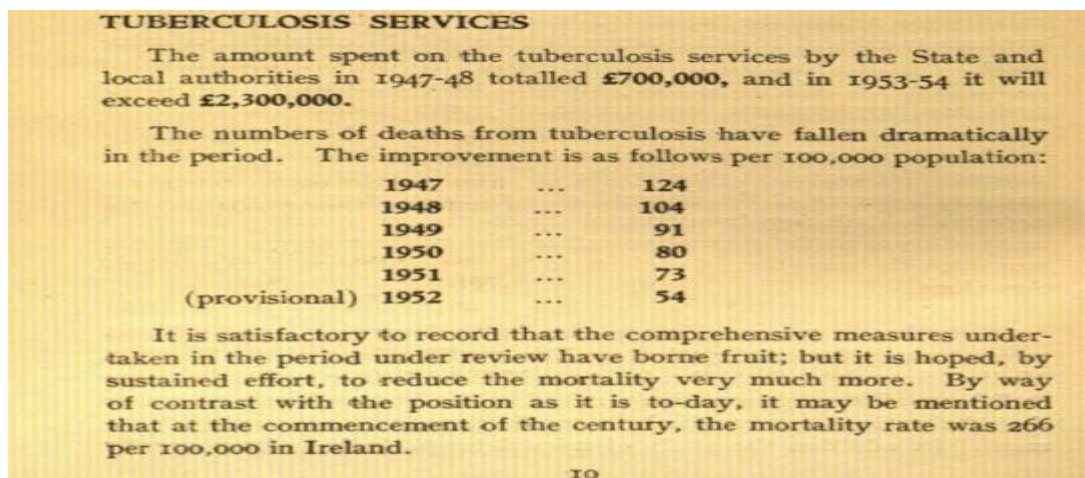 TUBERCULOSIS SERVICES
The amount spent on the tuberculosis services by the State and
local authorities in 1947-48 totalled £700,000, and in 1953-54 it will
exceed £2,300,000.
The numbers of deaths from tuberculosis have fallen dramatically
in the period. The improvement is as follows per 100,000 population:
1947 ... 124
1948 ... 104
1949 ... 91
1950 ... 80
1951 ... 73
(provisional) 1952 ... 54
It is satisfactory to record that the comprehensive measures under-
taken in the period under review have borne fruit; but it is hoped, by
sustained effort, to reduce the mortality very much more. By way
of contrast with the position as it is to-day, it may be mentioned
that at the commencement of the century, the mortality rate was 266
per 100,000 in Ireland.
10